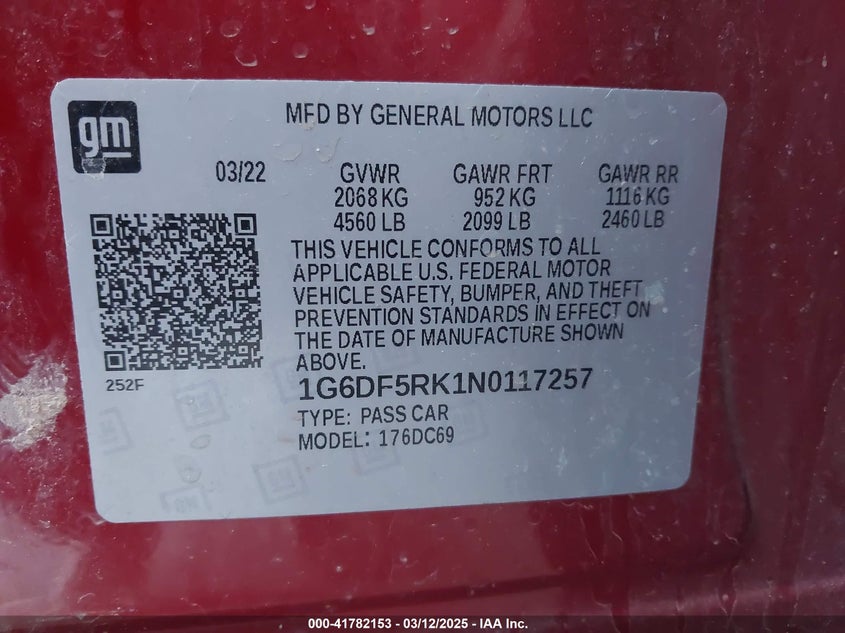 gm
MFD BY GENERAL MOTORS LLC
03/22 GVWR GAWR FRT GAWR RR
2068 KG 952 KG 1116 KG
4560 LB 2099 LB 2460 LB
THIS VEHICLE CONFORMS TO ALL
APPLICABLE U.S. FEDERAL MOTOR
VEHICLE SAFETY, BUMPER, AND THEFT
PREVENTION STANDARDS IN EFFECT ON
THE DATE OF MANUFACTURE SHOWN
ABOVE.
252F
1G6DF5RK1N0117257
TYPE: PASS CAR
MODEL: 176DC69
000-41782153 - 03/12/2025 - IAA Inc.